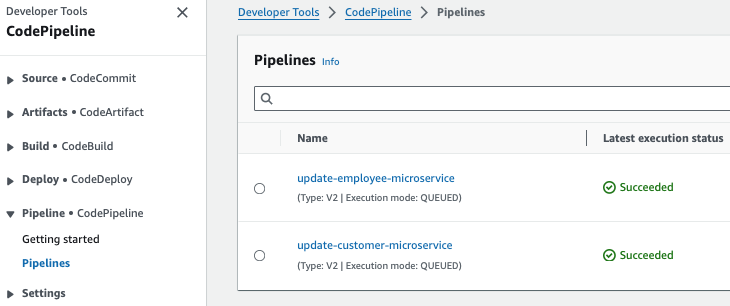 Developer Tools
CodePipeline
Source • CodeCommit
Artifacts • CodeArtifact
Build • CodeBuild
Deploy • CodeDeploy
Pipeline • CodePipeline
Getting started
Pipelines
Settings
Developer Tools > CodePipeline > Pipelines
Pipelines Info
Name Latest execution status
update-employee-microservice Succeeded
(Type: V2 | Execution mode: QUEUED)
update-customer-microservice Succeeded
(Type: V2 | Execution mode: QUEUED)